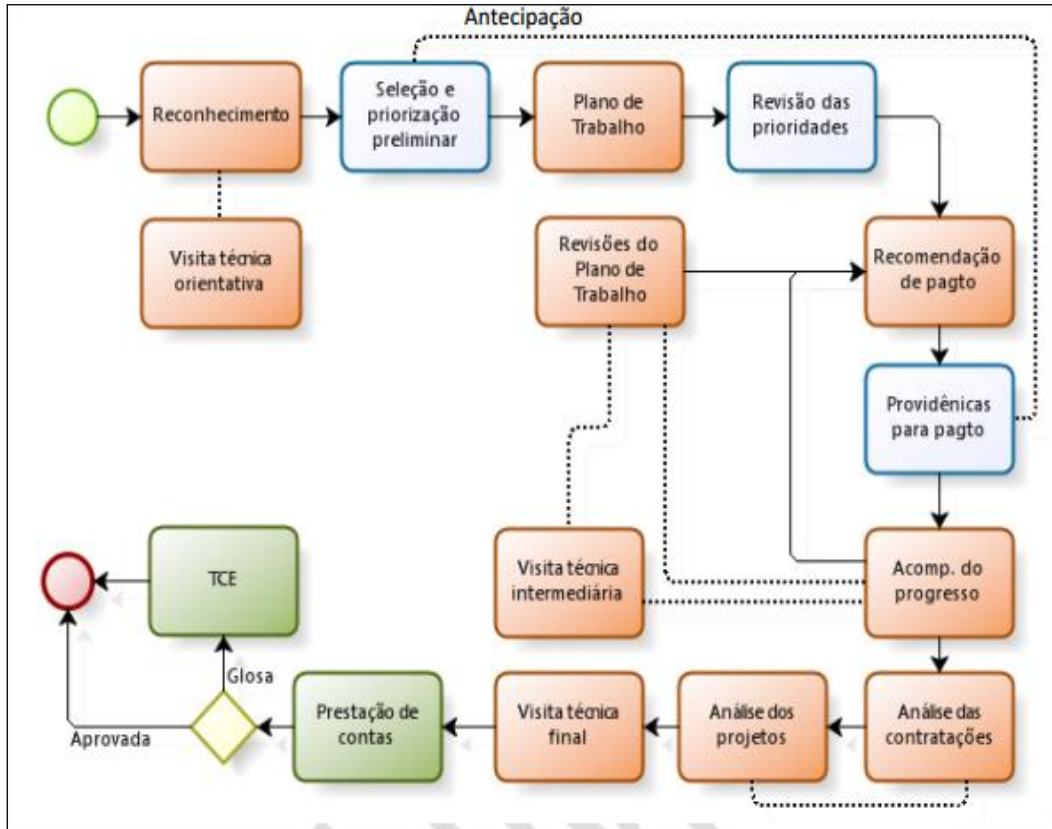 Antecipação
Reconhecimento
Seleção e
priorização
preliminar
Plano de
Trabalho
Revisão das
prioridades
Visita técnica
orientativa
Revisões do
Plano de
Trabalho
Recomendação
de pagto
Providênicas
para pagto
TCE
Visita técnica
intermediária
Acomp. do
progresso
Glosa
Aprovada
Prestação de
contas
Visita técnica
final
Análise dos
projetos
Análise das
contratações